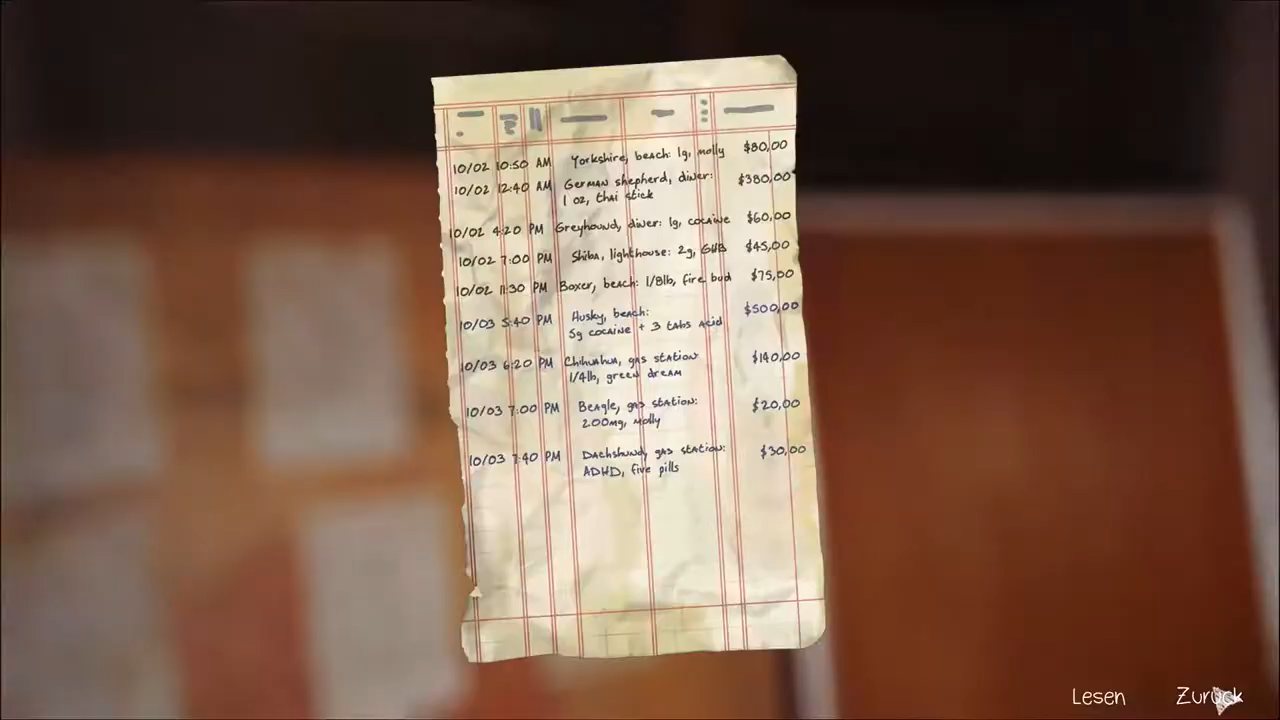 10/02 10:50 AM Yorkshire, beach: 1g, molly $80,00
10/02 12:40 AM German shepherd, diner: $380,00
1 oz, thai stick
10/02 4:20 PM Greyhound, diner: 1g, cocaine $60,00
10/02 7:00 PM Shiba, lighthouse: 2g, GHB $45,00
10/02 11:30 PM Boxer, beach: 1/8lb, fire bud $75,00
10/03 5:40 PM Husky, beach: $500,00
5g cocaine + 3 tabs acid
10/03 6:20 PM Chihuahua, gas station: $140,00
1/4lb, green dream
10/03 7:00 PM Beagle, gas station: $20,00
200mg, molly
10/03 7:40 PM Dachshund, gas station: $30,00
ADHD, five pills
Lesen Zurück